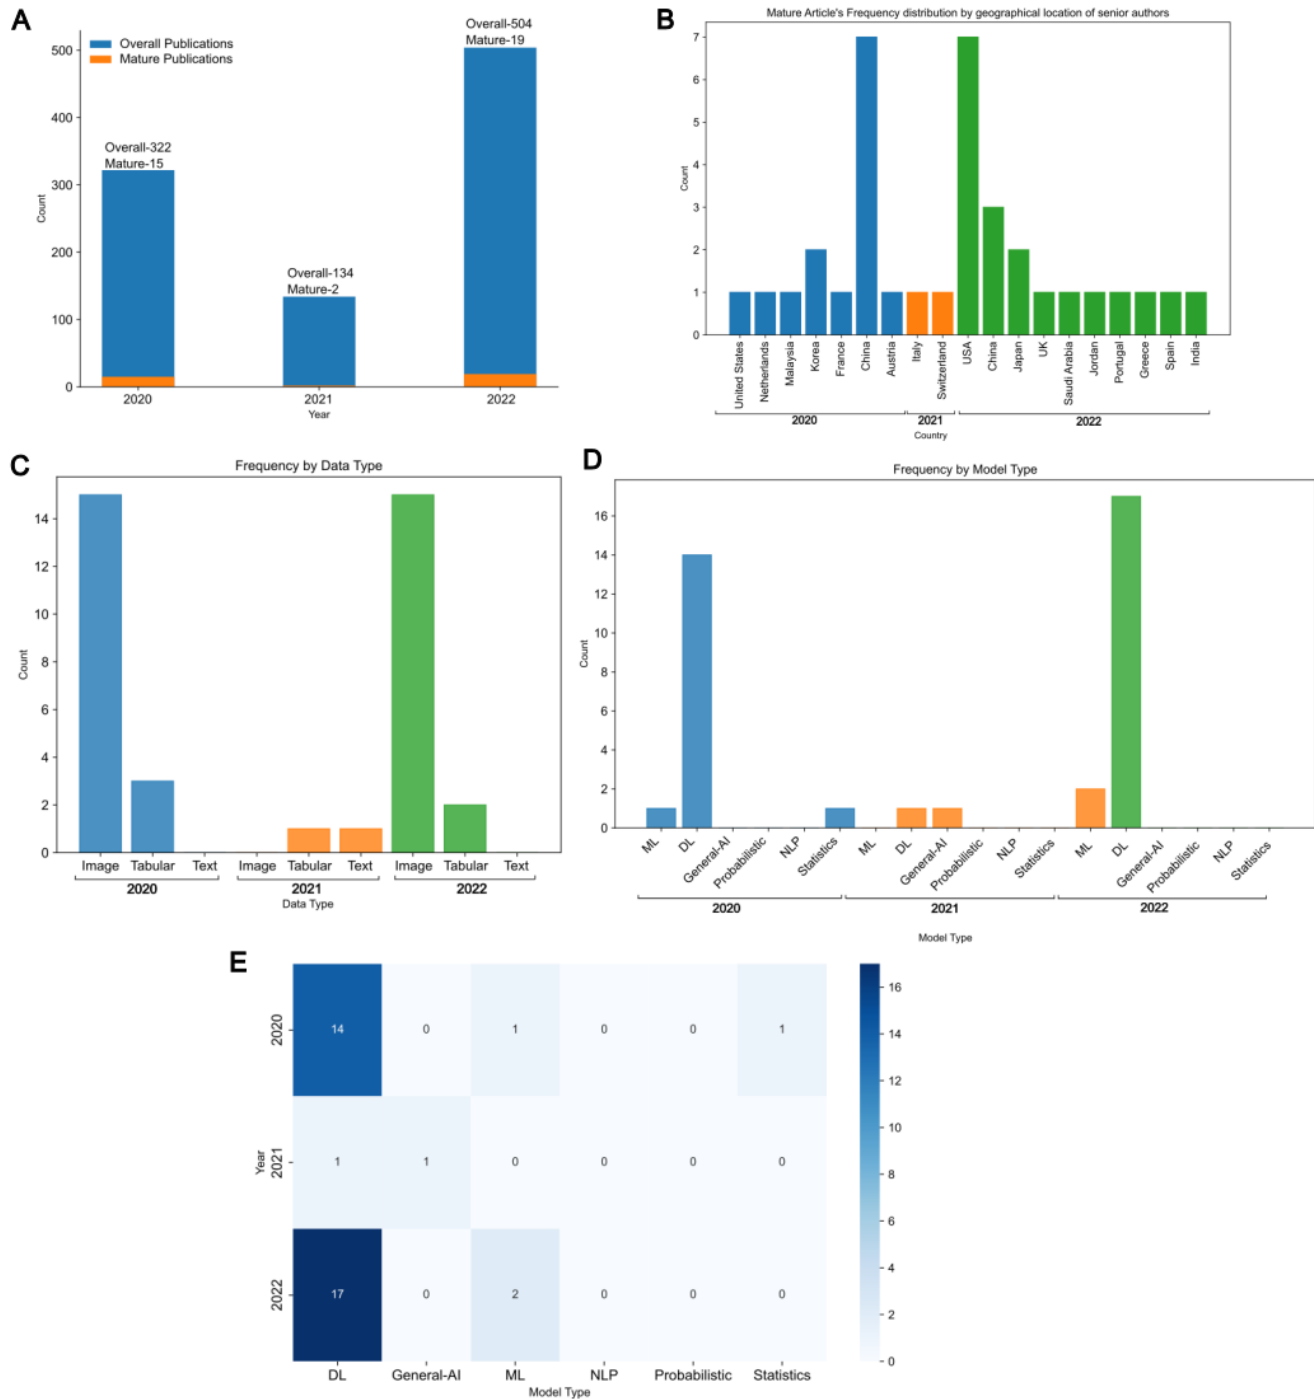 A
Overall Publications
Mature Publications
Overall-322
Mature-15
Overall-134
Mature-2
Overall-504
Mature-19
500
400
300
200
100
0
Count
2020 2021 2022
Year
B
Mature Article's Frequency distribution by geographical location of senior authors
7
6
5
4
3
2
1
0
Count
United States Netherlands Malaysia Korea France China Austria Italy Switzerland USA China Japan UK Saudi Arabia Jordan Portugal Greece Spain India
2020 2021 2022
Country
C
Frequency by Data Type
14
12
10
8
6
4
2
0
Count
Image Tabular Text Image Tabular Text Image Tabular Text
2020 2021 2022
Data Type
D
Frequency by Model Type
16
14
12
10
8
6
4
2
0
Count
ML DL General-AI Probabilistic NLP Statistics ML DL General-AI Probabilistic NLP Statistics ML DL General-AI Probabilistic NLP Statistics
2020 2021 2022
Model Type
E
2020 14 0 1 0 0 1
2021 1 1 0 0 0 0
2022 17 0 2 0 0 0
Year
DL General-AI ML NLP Probabilistic Statistics
Model Type
16
14
12
10
8
6
4
2
0